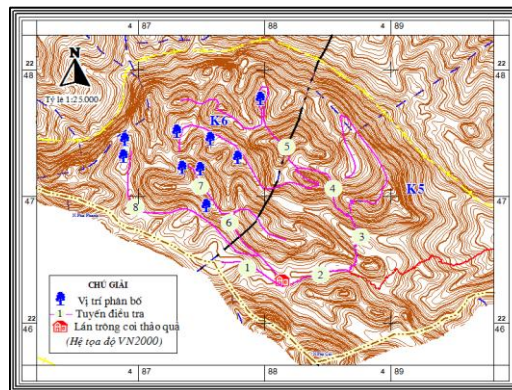 4 87 88 4 89
48 48
Tỷ lệ 1:25.000
K6
5
K5
4
7
47 47
8
6
3
1 2
CHÚ GIẢI
Vị trí phân bố
1 Tuyến điều tra
Lán trông coi thảo quả
(Hệ tọa độ VN2000)
22 46 22 46
4 87 88 4 89